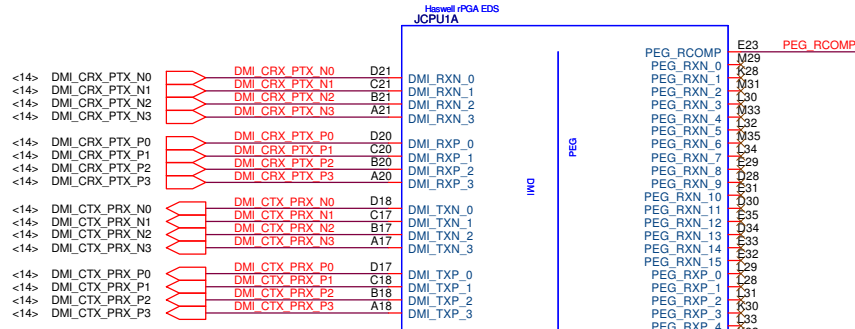 Haswell rPGA EDS
JCPU1A
PEG_RCOMP E23 PEG_RCOMP
PEG_RXN_0 M29
<14> DMI_CRX_PTX_N0 DMI_CRX_PTX_N0 D21 DMI_RXN_0 PEG_RXN_1 K28
<14> DMI_CRX_PTX_N1 DMI_CRX_PTX_N1 C21 DMI_RXN_1 PEG_RXN_2 M31
<14> DMI_CRX_PTX_N2 DMI_CRX_PTX_N2 B21 DMI_RXN_2 PEG_RXN_3 L30
<14> DMI_CRX_PTX_N3 DMI_CRX_PTX_N3 A21 DMI_RXN_3 PEG_RXN_4 M33
PEG_RXN_5 L32
<14> DMI_CRX_PTX_P0 DMI_CRX_PTX_P0 D20 DMI_RXP_0 PEG_RXN_6 M35
<14> DMI_CRX_PTX_P1 DMI_CRX_PTX_P1 C20 DMI_RXP_1 PEG_RXN_7 L34
<14> DMI_CRX_PTX_P2 DMI_CRX_PTX_P2 B20 DMI_RXP_2 PEG_RXN_8 E29
<14> DMI_CRX_PTX_P3 DMI_CRX_PTX_P3 A20 DMI_RXP_3 PEG_RXN_9 D28
PEG
DMI
PEG_RXN_10 E31
<14> DMI_CTX_PRX_N0 DMI_CTX_PRX_N0 D18 DMI_TXN_0 PEG_RXN_11 D30
<14> DMI_CTX_PRX_N1 DMI_CTX_PRX_N1 C17 DMI_TXN_1 PEG_RXN_12 E35
<14> DMI_CTX_PRX_N2 DMI_CTX_PRX_N2 B17 DMI_TXN_2 PEG_RXN_13 D34
<14> DMI_CTX_PRX_N3 DMI_CTX_PRX_N3 A17 DMI_TXN_3 PEG_RXN_14 E33
PEG_RXN_15 E32
<14> DMI_CTX_PRX_P0 DMI_CTX_PRX_P0 D17 DMI_TXP_0 PEG_RXP_0 L29
<14> DMI_CTX_PRX_P1 DMI_CTX_PRX_P1 C18 DMI_TXP_1 PEG_RXP_1 L28
<14> DMI_CTX_PRX_P2 DMI_CTX_PRX_P2 B18 DMI_TXP_2 PEG_RXP_2 L31
<14> DMI_CTX_PRX_P3 DMI_CTX_PRX_P3 A18 DMI_TXP_3 PEG_RXP_3 K30
PEG_RXP_4 L33